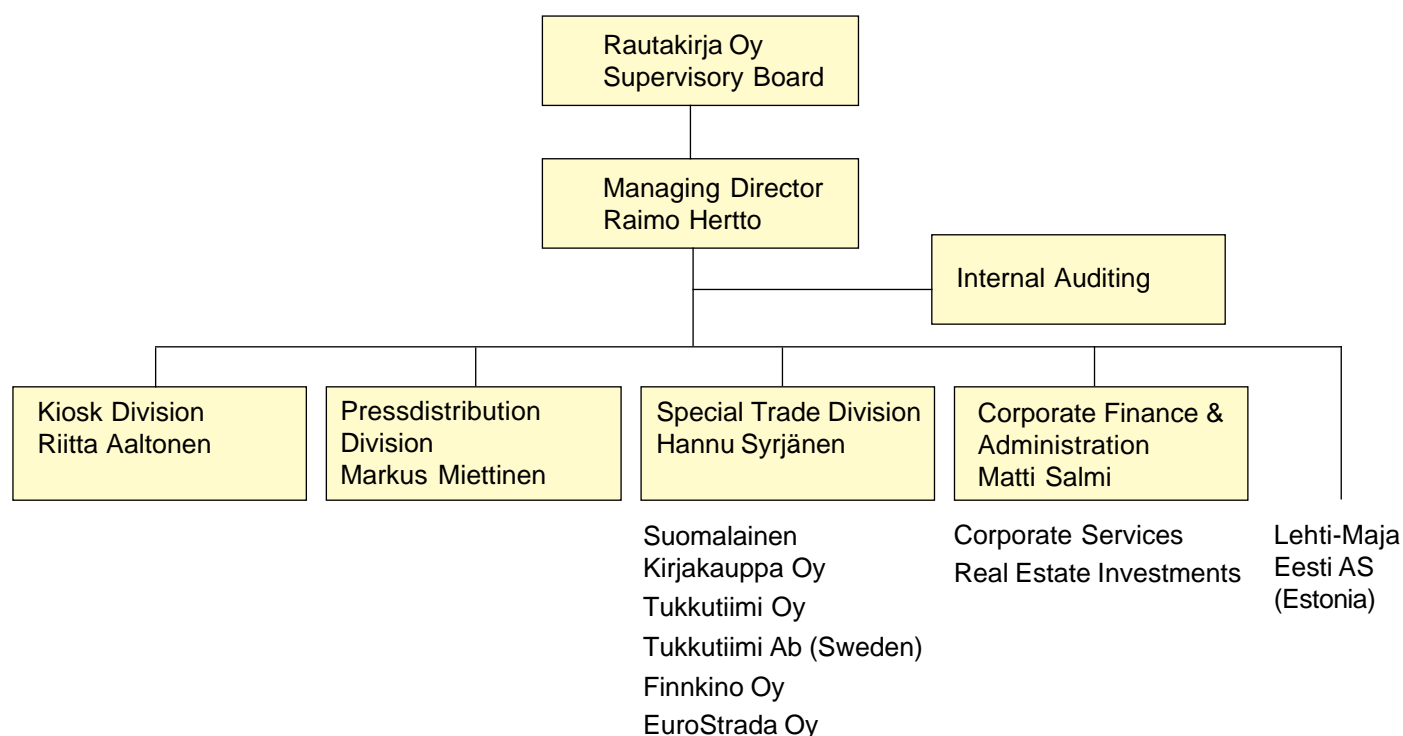 Rautakirja Oy
Supervisory Board
Managing Director
Raimo Hertto
Internal Auditing
Kiosk Division
Riitta Aaltonen
Pressdistribution
Division
Markus Miettinen
Special Trade Division
Hannu Syrjänen
Corporate Finance &
Administration
Matti Salmi
Suomalainen
Kirjakauppa Oy
Tukkutiimi Oy
Tukkutiimi Ab (Sweden)
Finnkino Oy
EuroStrada Oy
Corporate Services
Real Estate Investments
Lehti-Maja
Eesti AS
(Estonia)